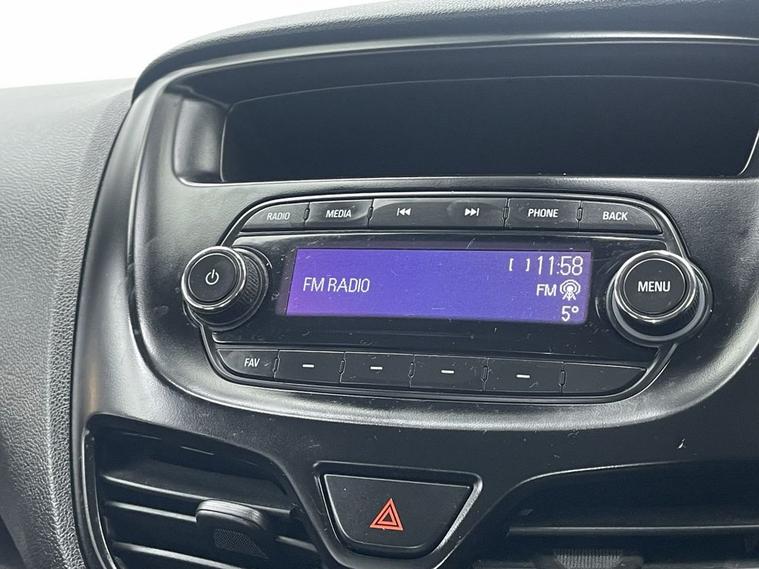 RADIO MEDIA PHONE BACK
[ ] 11:58
FM RADIO
FM
5°
MENU
FAV